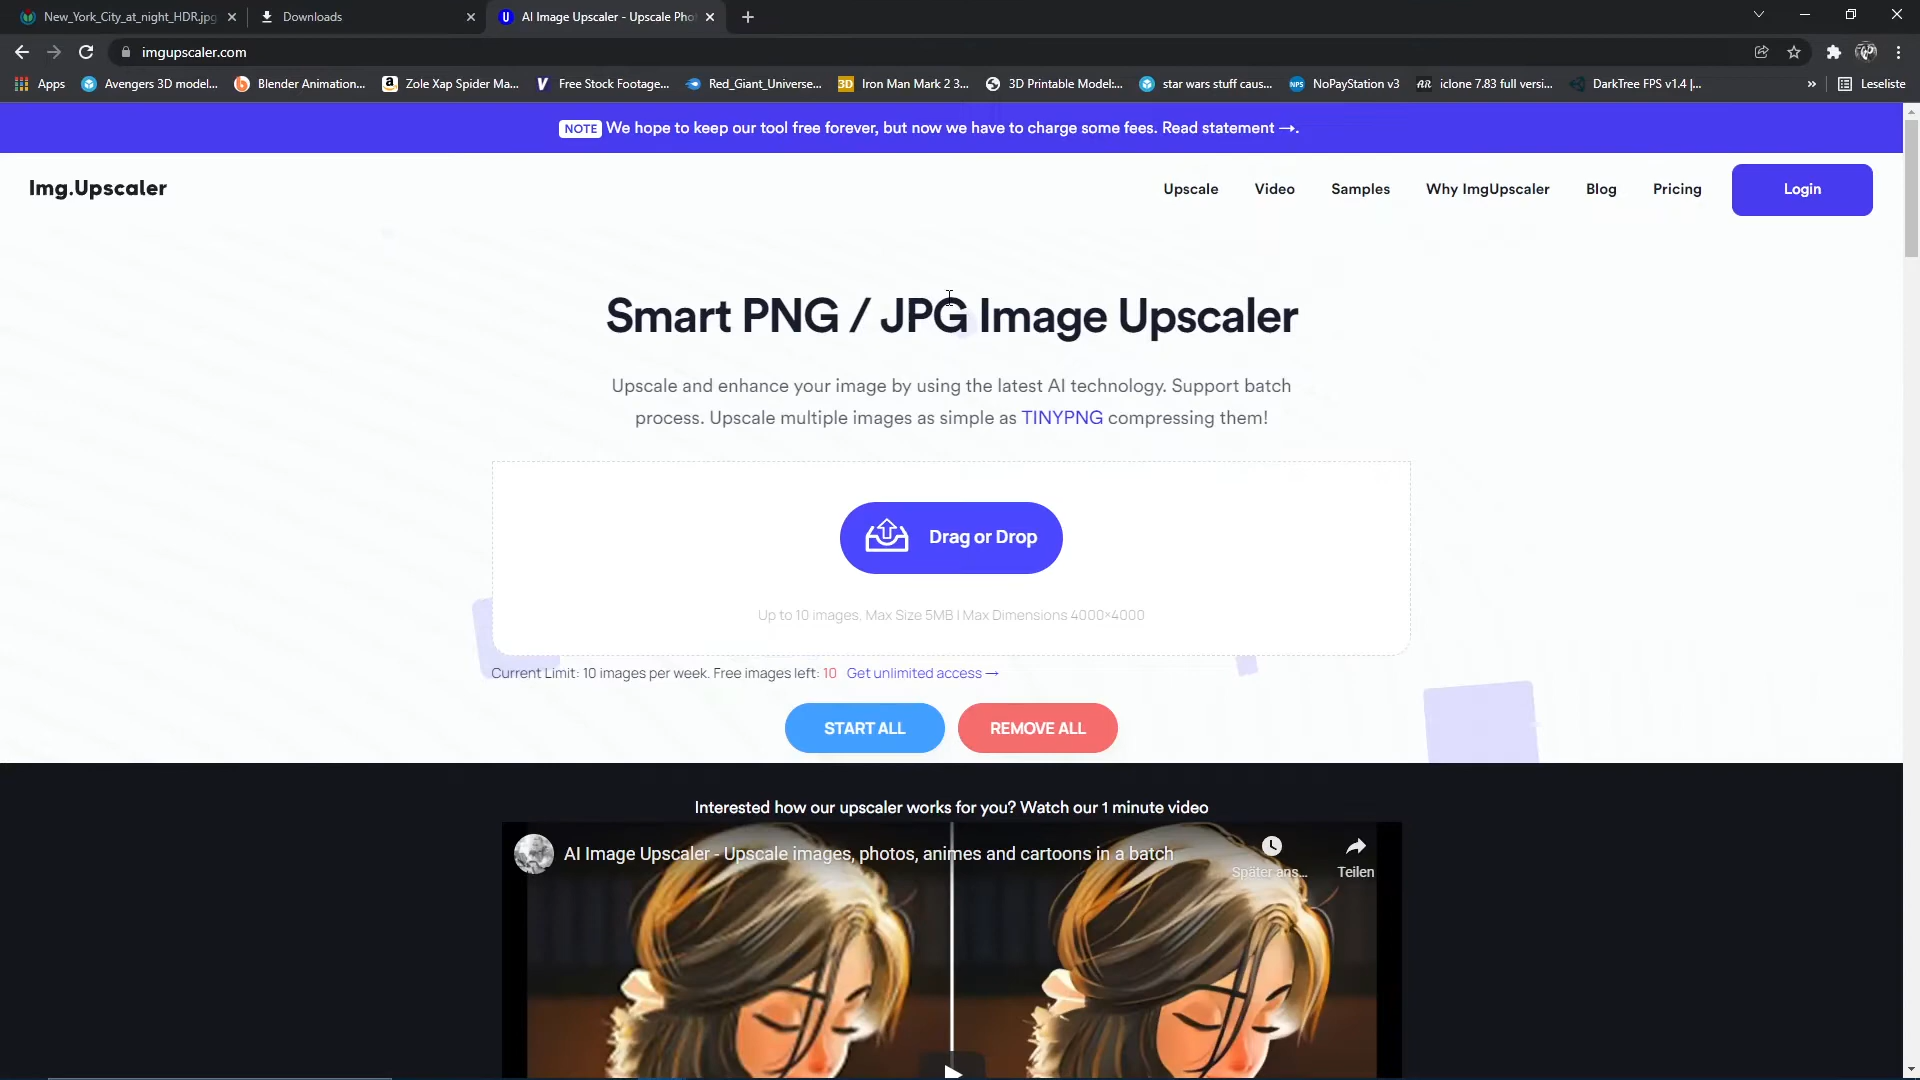 New_York_City_at_night_HDR.jpg
Downloads
AI Image Upscaler - Upscale Pho
imgupscaler.com
Apps
Avengers 3D model...
Blender Animation...
Zole Xap Spider Ma...
Free Stock Footage...
Red_Giant_Universe...
Iron Man Mark 2 3...
3D Printable Model:...
star wars stuff caus...
NoPayStation v3
iclone 7.83 full versi...
DarkTree FPS v1.4 |...
»
Leseliste
NOTE We hope to keep our tool free forever, but now we have to charge some fees. Read statement →.
Img.Upscaler
Upscale
Video
Samples
Why ImgUpscaler
Blog
Pricing
Login
Smart PNG / JPG Image Upscaler
Upscale and enhance your image by using the latest AI technology. Support batch
process. Upscale multiple images as simple as TINYPNG compressing them!
Drag or Drop
Up to 10 images. Max Size 5MB | Max Dimensions 4000×4000
Current Limit: 10 images per week. Free images left: 10 Get unlimited access →
START ALL
REMOVE ALL
Interested how our upscaler works for you? Watch our 1 minute video
AI Image Upscaler - Upscale images, photos, animes and cartoons in a batch
Später ans...
Teilen